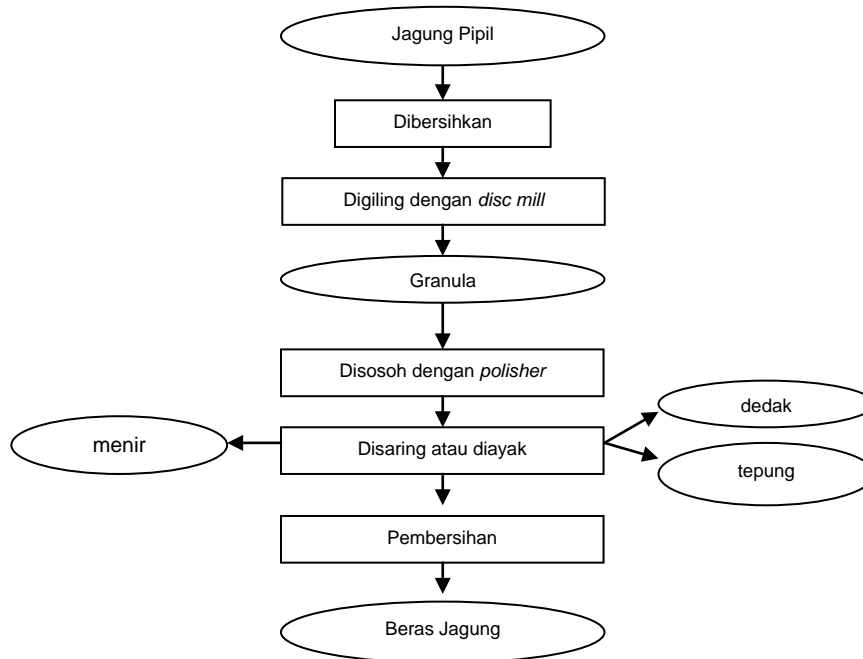 Jagung Pipil
Dibersihkan
Digiling dengan disc mill
Granula
Disosoh dengan polisher
dedak
menir
Disaring atau diayak
tepung
Pembersihan
Beras Jagung